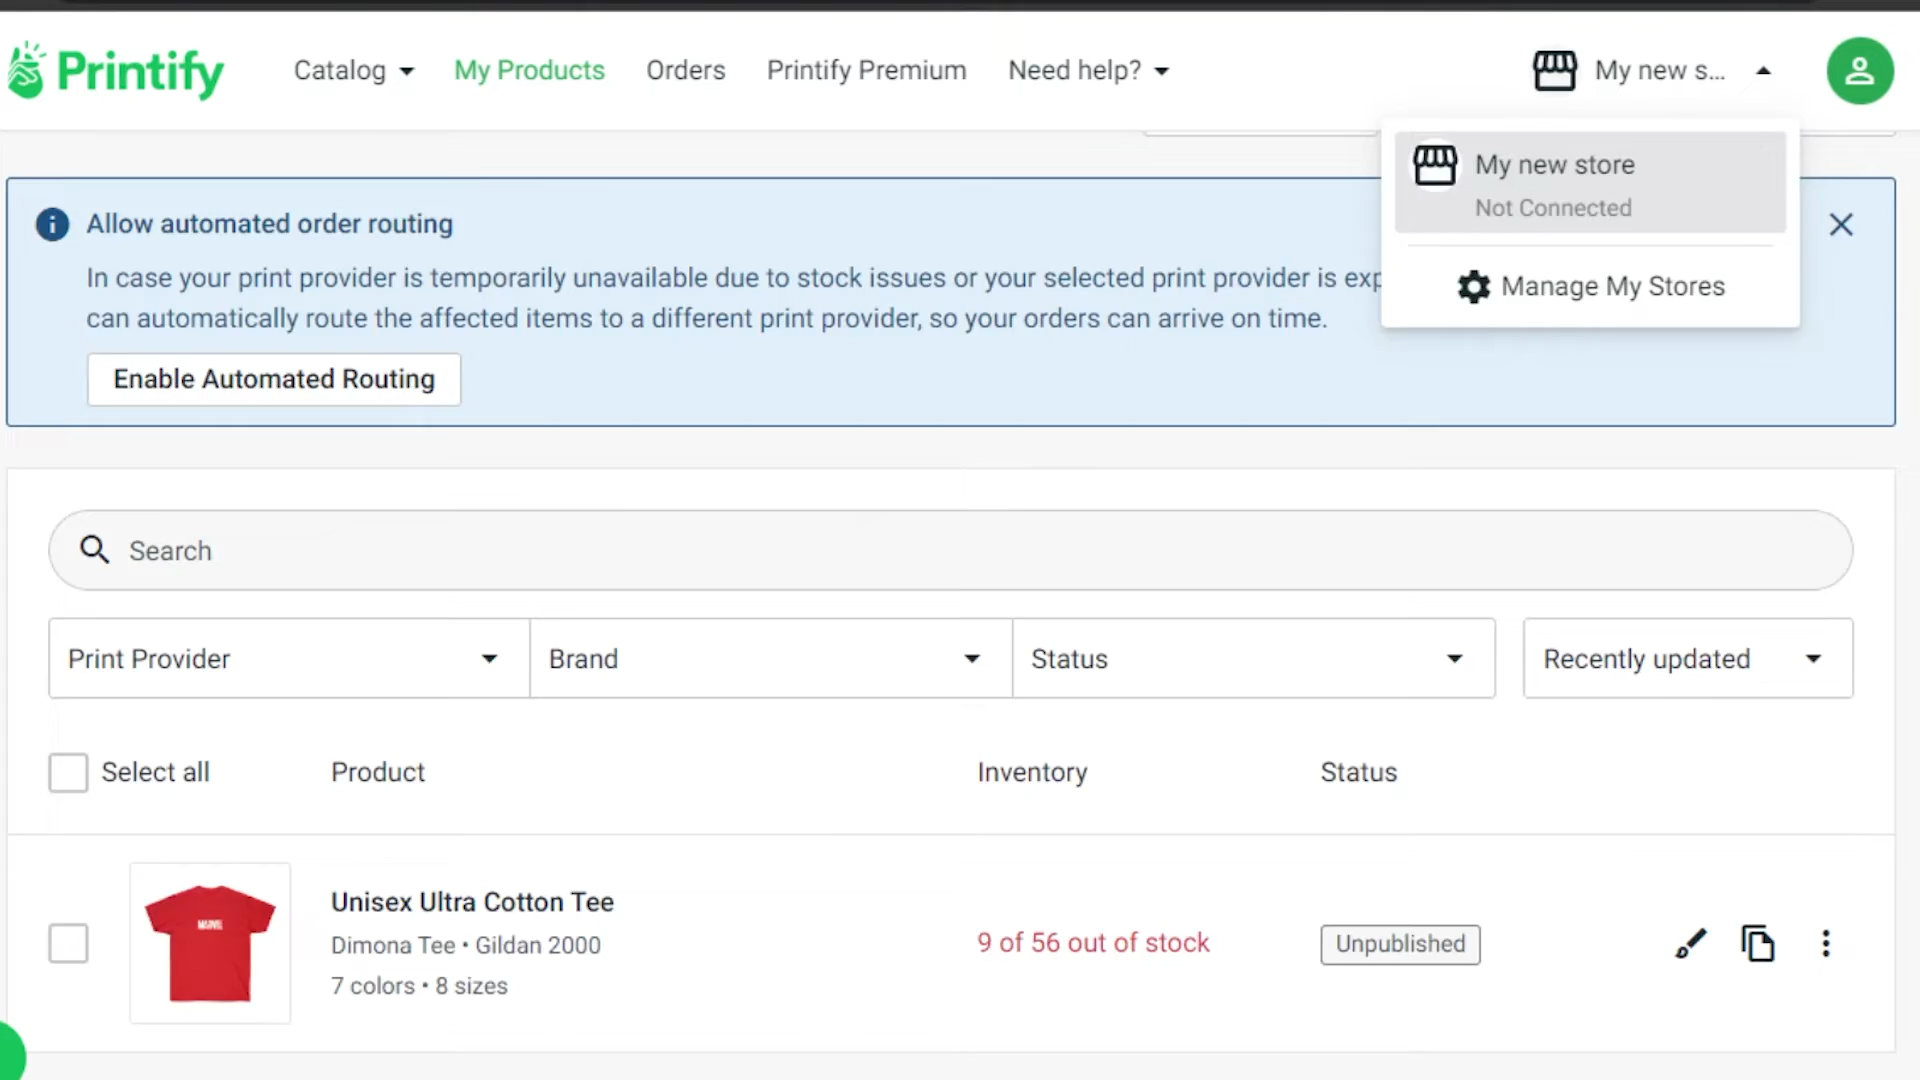 Printify
Catalog
My Products
Orders
Printify Premium
Need help?
My new s...
My new store
Not Connected
Manage My Stores
Allow automated order routing
In case your print provider is temporarily unavailable due to stock issues or your selected print provider is exp
can automatically route the affected items to a different print provider, so your orders can arrive on time.
Enable Automated Routing
Search
Print Provider
Brand
Status
Recently updated
Select all
Product
Inventory
Status
MARVEL
Unisex Ultra Cotton Tee
Dimona Tee • Gildan 2000
7 colors • 8 sizes
9 of 56 out of stock
Unpublished